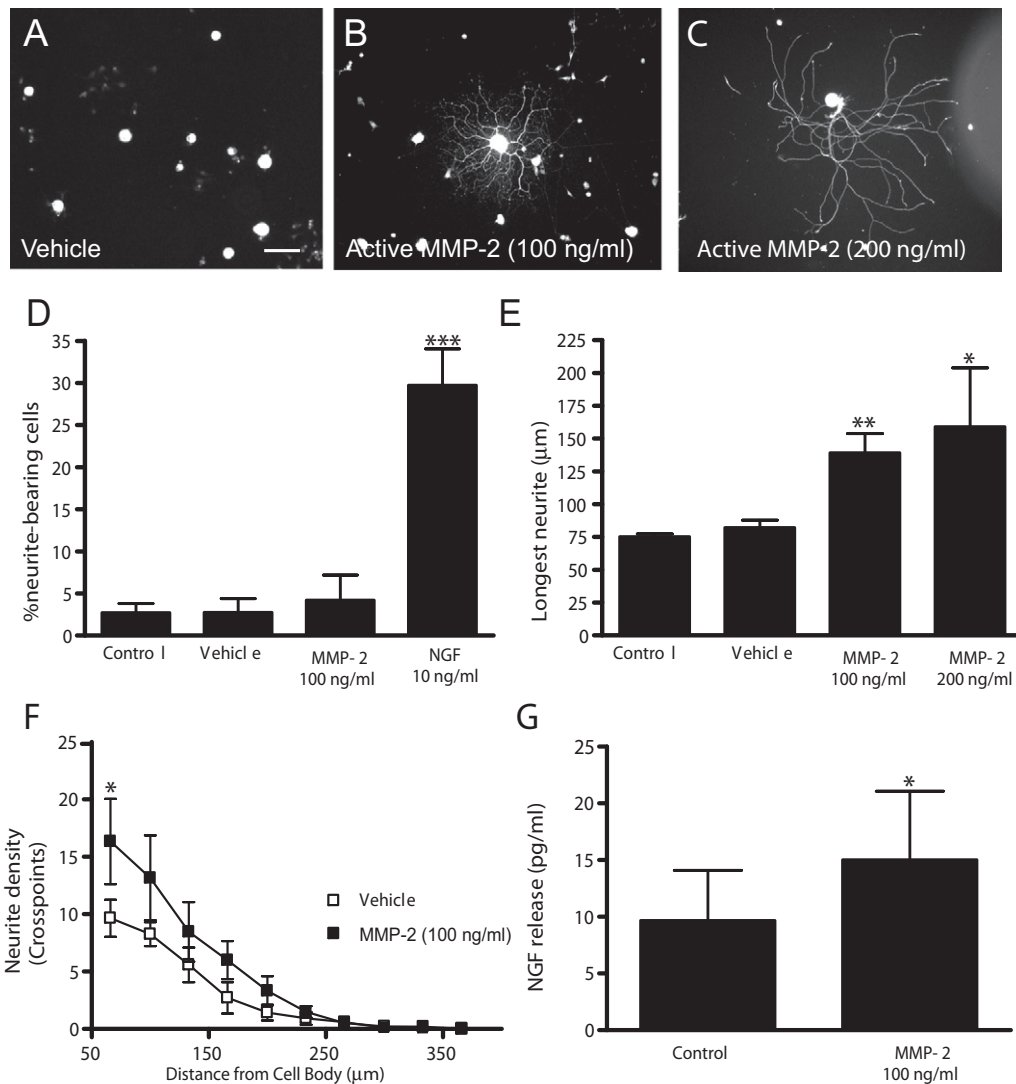 A
Vehicle
B
Active MMP-2 (100 ng/ml)
C
Active MMP-2 (200 ng/ml)
D
%neurite-bearing cells
35
30
25
20
15
10
5
0
***
Contro l
Vehicl e
MMP- 2
100 ng/ml
NGF
10 ng/ml
E
Longest neurite (μm)
225
200
175
150
125
100
75
50
25
0
**
*
Contro l
Vehicl e
MMP- 2
100 ng/ml
MMP- 2
200 ng/ml
F
Neurite density
(Crosspoints)
25
20
15
10
5
0
*
Vehicle
MMP-2 (100 ng/ml)
50
150
250
350
Distance from Cell Body (μm)
G
NGF release (pg/ml)
25
20
15
10
5
0
*
Control
MMP- 2
100 ng/ml